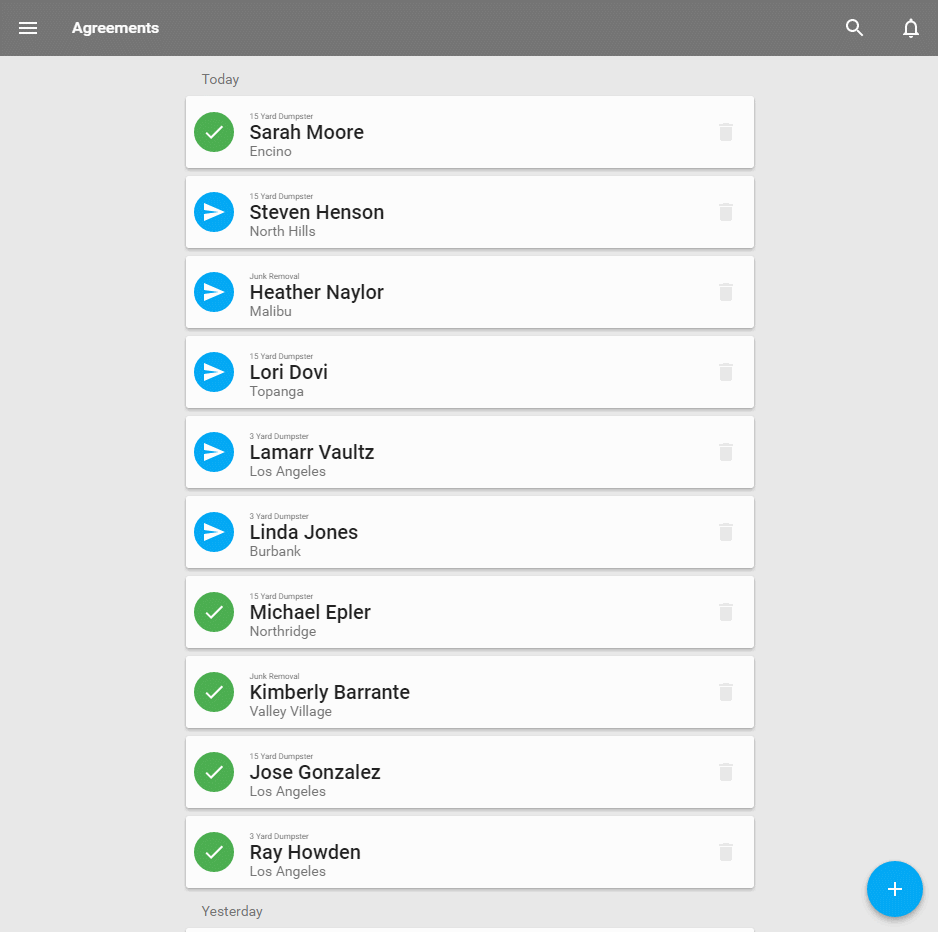 Agreements
Today
15 Yard Dumpster
Sarah Moore
Encino
15 Yard Dumpster
Steven Henson
North Hills
Junk Removal
Heather Naylor
Malibu
15 Yard Dumpster
Lori Dovi
Topanga
3 Yard Dumpster
Lamarr Vaultz
Los Angeles
3 Yard Dumpster
Linda Jones
Burbank
15 Yard Dumpster
Michael Epler
Northridge
Junk Removal
Kimberly Barrante
Valley Village
15 Yard Dumpster
Jose Gonzalez
Los Angeles
3 Yard Dumpster
Ray Howden
Los Angeles
Yesterday